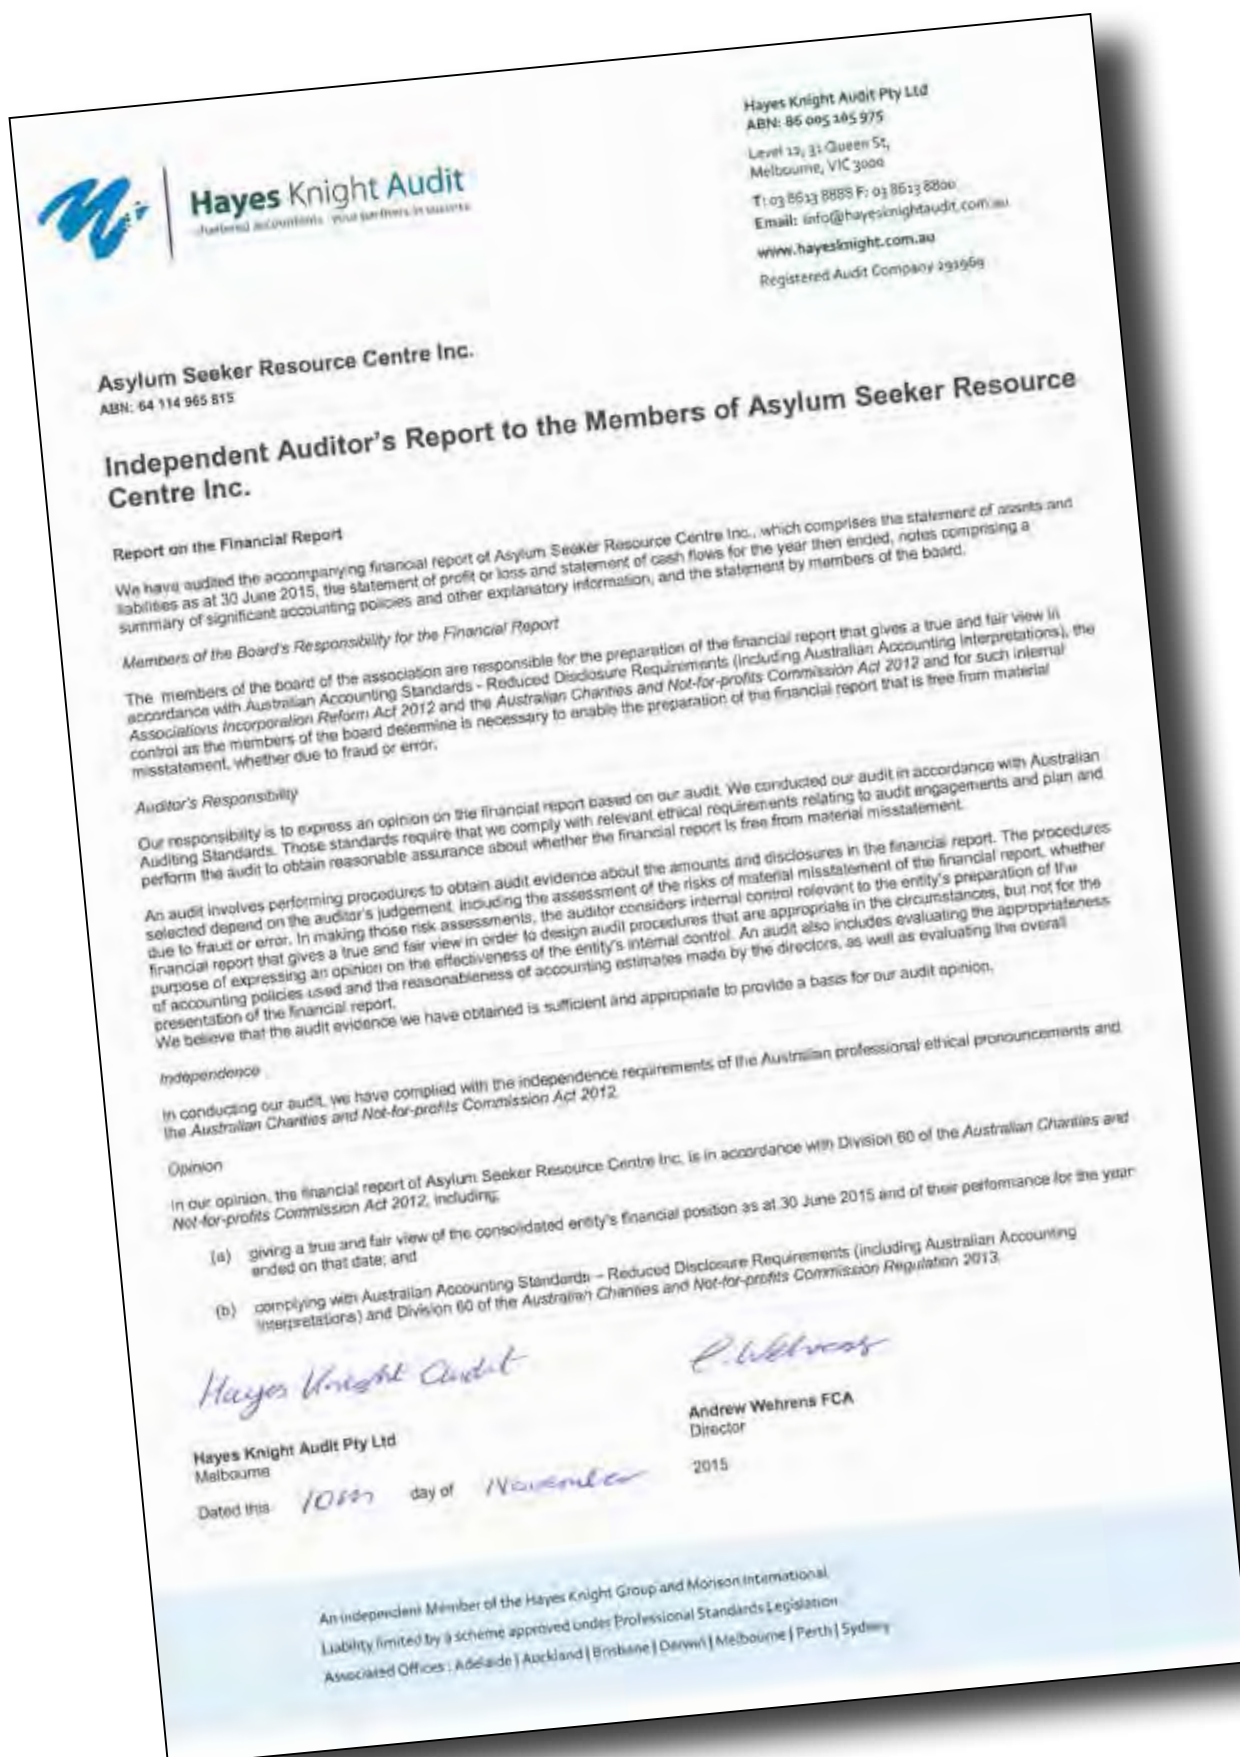 Hayes Knight Audit
chartered accountants · your partners in success
Hayes Knight Audit Pty Ltd
ABN: 86 005 105 975
Level 12, 31 Queen St,
Melbourne, VIC 3000
T: 03 8613 8888 F: 03 8613 8800
Email: info@hayesknightaudit.com.au
www.hayesknight.com.au
Registered Audit Company 291969
Asylum Seeker Resource Centre Inc.
ABN: 64 114 965 815
Independent Auditor's Report to the Members of Asylum Seeker Resource
Centre Inc.
Report on the Financial Report
We have audited the accompanying financial report of Asylum Seeker Resource Centre Inc., which comprises the statement of assets and
liabilities as at 30 June 2015, the statement of profit or loss and statement of cash flows for the year then ended, notes comprising a
summary of significant accounting policies and other explanatory information, and the statement by members of the board.
Members of the Board's Responsibility for the Financial Report
The members of the board of the association are responsible for the preparation of the financial report that gives a true and fair view in
accordance with Australian Accounting Standards - Reduced Disclosure Requirements (including Australian Accounting Interpretations), the
Associations Incorporation Reform Act 2012 and the Australian Charities and Not-for-profits Commission Act 2012 and for such internal
control as the members of the board determine is necessary to enable the preparation of the financial report that is free from material
misstatement, whether due to fraud or error.
Auditor's Responsibility
Our responsibility is to express an opinion on the financial report based on our audit. We conducted our audit in accordance with Australian
Auditing Standards. Those standards require that we comply with relevant ethical requirements relating to audit engagements and plan and
perform the audit to obtain reasonable assurance about whether the financial report is free from material misstatement.
An audit involves performing procedures to obtain audit evidence about the amounts and disclosures in the financial report. The procedures
selected depend on the auditor's judgement, including the assessment of the risks of material misstatement of the financial report, whether
due to fraud or error. In making those risk assessments, the auditor considers internal control relevant to the entity's preparation of the
financial report that gives a true and fair view in order to design audit procedures that are appropriate in the circumstances, but not for the
purpose of expressing an opinion on the effectiveness of the entity's internal control. An audit also includes evaluating the appropriateness
of accounting policies used and the reasonableness of accounting estimates made by the directors, as well as evaluating the overall
presentation of the financial report.
We believe that the audit evidence we have obtained is sufficient and appropriate to provide a basis for our audit opinion.
Independence
In conducting our audit, we have complied with the independence requirements of the Australian professional ethical pronouncements and
the Australian Charities and Not-for-profits Commission Act 2012.
Opinion
In our opinion, the financial report of Asylum Seeker Resource Centre Inc. is in accordance with Division 60 of the Australian Charities and
Not-for-profits Commission Act 2012, including:
(a) giving a true and fair view of the consolidated entity's financial position as at 30 June 2015 and of their performance for the year
ended on that date; and
(b) complying with Australian Accounting Standards – Reduced Disclosure Requirements (including Australian Accounting
Interpretations) and Division 60 of the Australian Charities and Not-for-profits Commission Regulation 2013.
Hayes Knight Audit
Hayes Knight Audit Pty Ltd
Melbourne
Andrew Wehrens FCA
Director
Dated this 10th day of November 2015
An independent Member of the Hayes Knight Group and Morison International
Liability limited by a scheme approved under Professional Standards Legislation
Associated Offices : Adelaide | Auckland | Brisbane | Darwin | Melbourne | Perth | Sydney